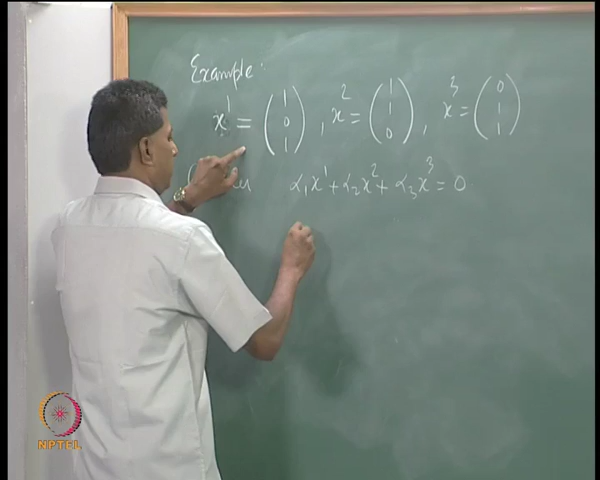 Example:
x¹ = (1 0 1), x² = (1 1 0), x³ = (0 1 1)
α₁x¹ + α₂x² + α₃x³ = 0
NPTEL